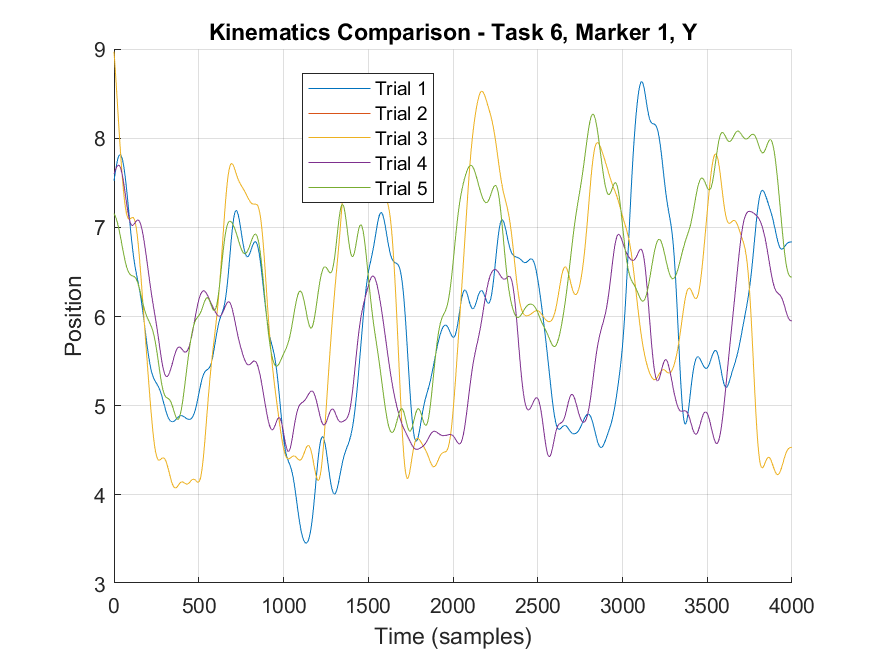 Kinematics Comparison - Task 6, Marker 1, Y
9
8
7
6
5
4
3
Position
Trial 1
Trial 2
Trial 3
Trial 4
Trial 5
0 500 1000 1500 2000 2500 3000 3500 4000
Time (samples)